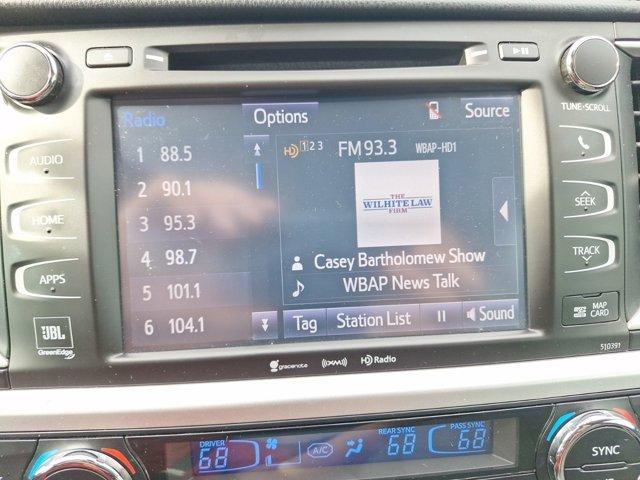 Radio
Options
Source
TUNE•SCROLL
AUDIO
HOME
APPS
JBL
GreenEdge
1 88.5
2 90.1
3 95.3
4 98.7
5 101.1
6 104.1
HD 1 2 3 FM 93.3 WBAP-HD1
THE
WILHITE LAW
FIRM
Casey Bartholomew Show
WBAP News Talk
Tag Station List Sound
SEEK
TRACK
MAP
CARD
510391
gracenote XM HD Radio
DRIVER
68
A/C
REAR SYNC
68
PASS SYNC
68
SYNC